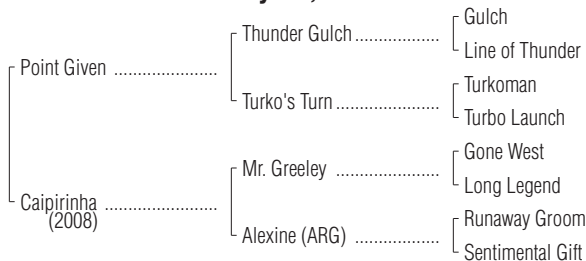 Gulch
Thunder Gulch ...................
Line of Thunder
Point Given .......................
Turkoman
Turko's Turn .......................
Turbo Launch
Gone West
Mr. Greeley .......................
Long Legend
Caipirinha .........................
(2008)
Runaway Groom
Alexine (ARG) ...................
Sentimental Gift